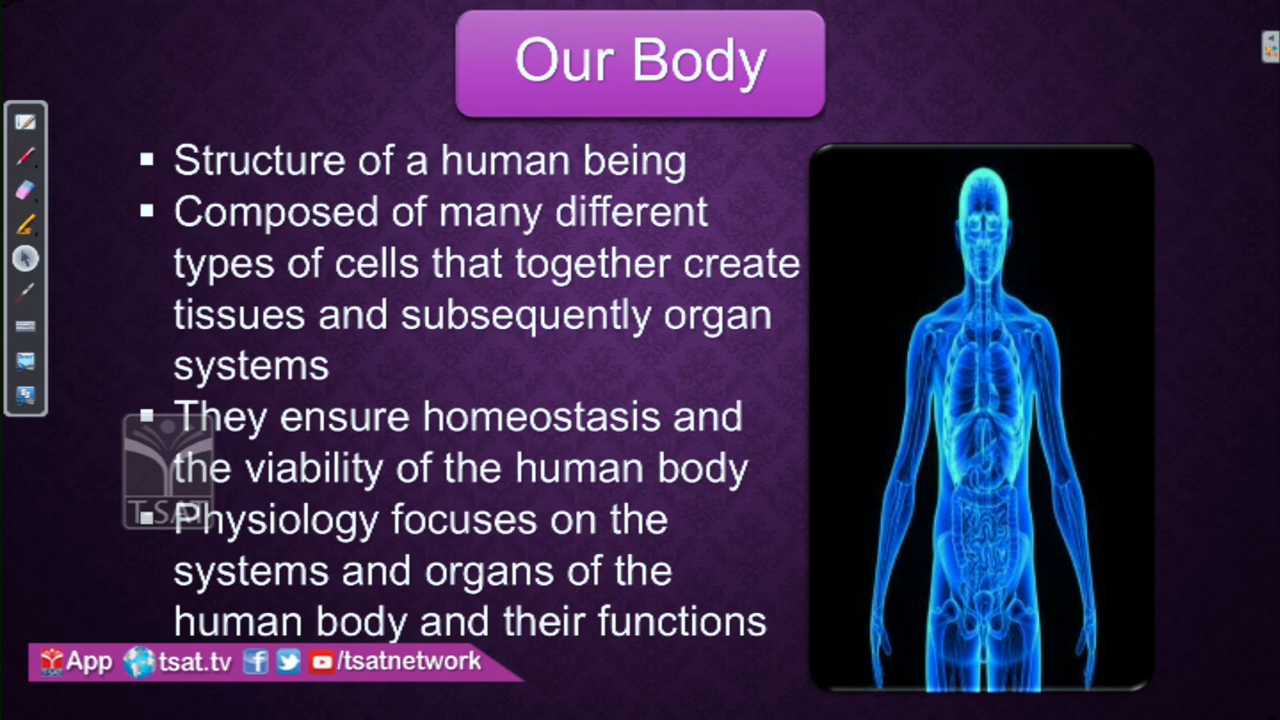 Our Body
▪ Structure of a human being
▪ Composed of many different
types of cells that together create
tissues and subsequently organ
systems
▪ They ensure homeostasis and
the viability of the human body
T-SAT
▪ Physiology focuses on the
systems and organs of the
human body and their functions
App tsat.tv /tsatnetwork